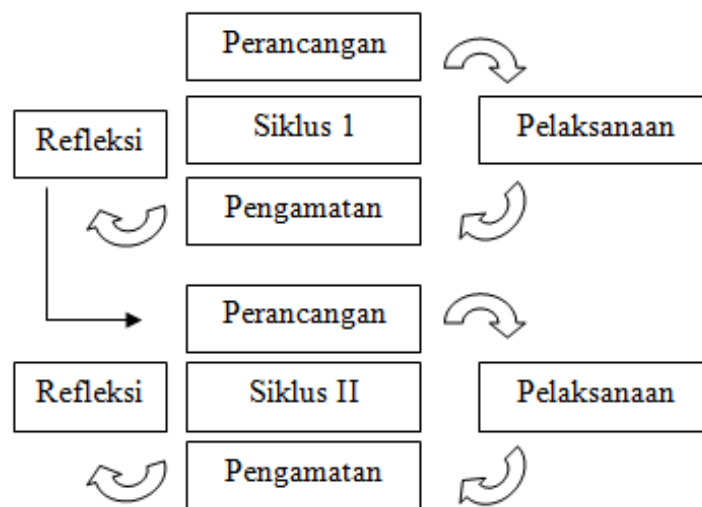 Perancangan
Refleksi
Siklus 1
Pelaksanaan
Pengamatan
Perancangan
Refleksi
Siklus II
Pelaksanaan
Pengamatan